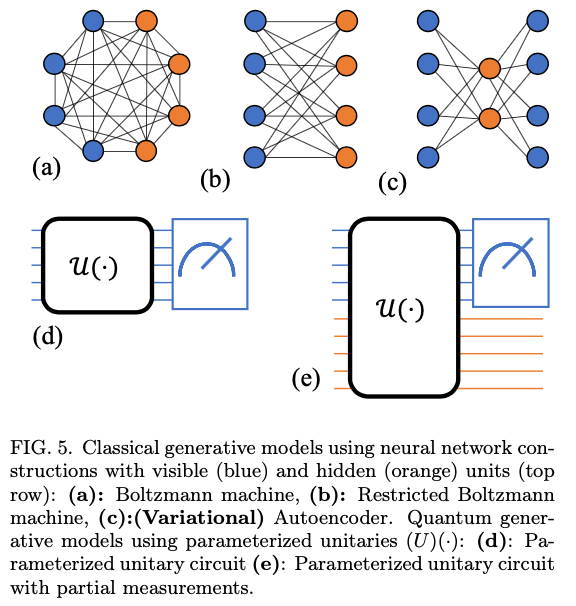 (a)
(b)
(c)
𝒰(·)
(d)
𝒰(·)
(e)
FIG. 5. Classical generative models using neural network con-
structions with visible (blue) and hidden (orange) units (top
row): (a): Boltzmann machine, (b): Restricted Boltzmann
machine, (c):(Variational) Autoencoder. Quantum gener-
ative models using parameterized unitaries (U)(·): (d): Pa-
rameterized unitary circuit (e): Parameterized unitary circuit
with partial measurements.